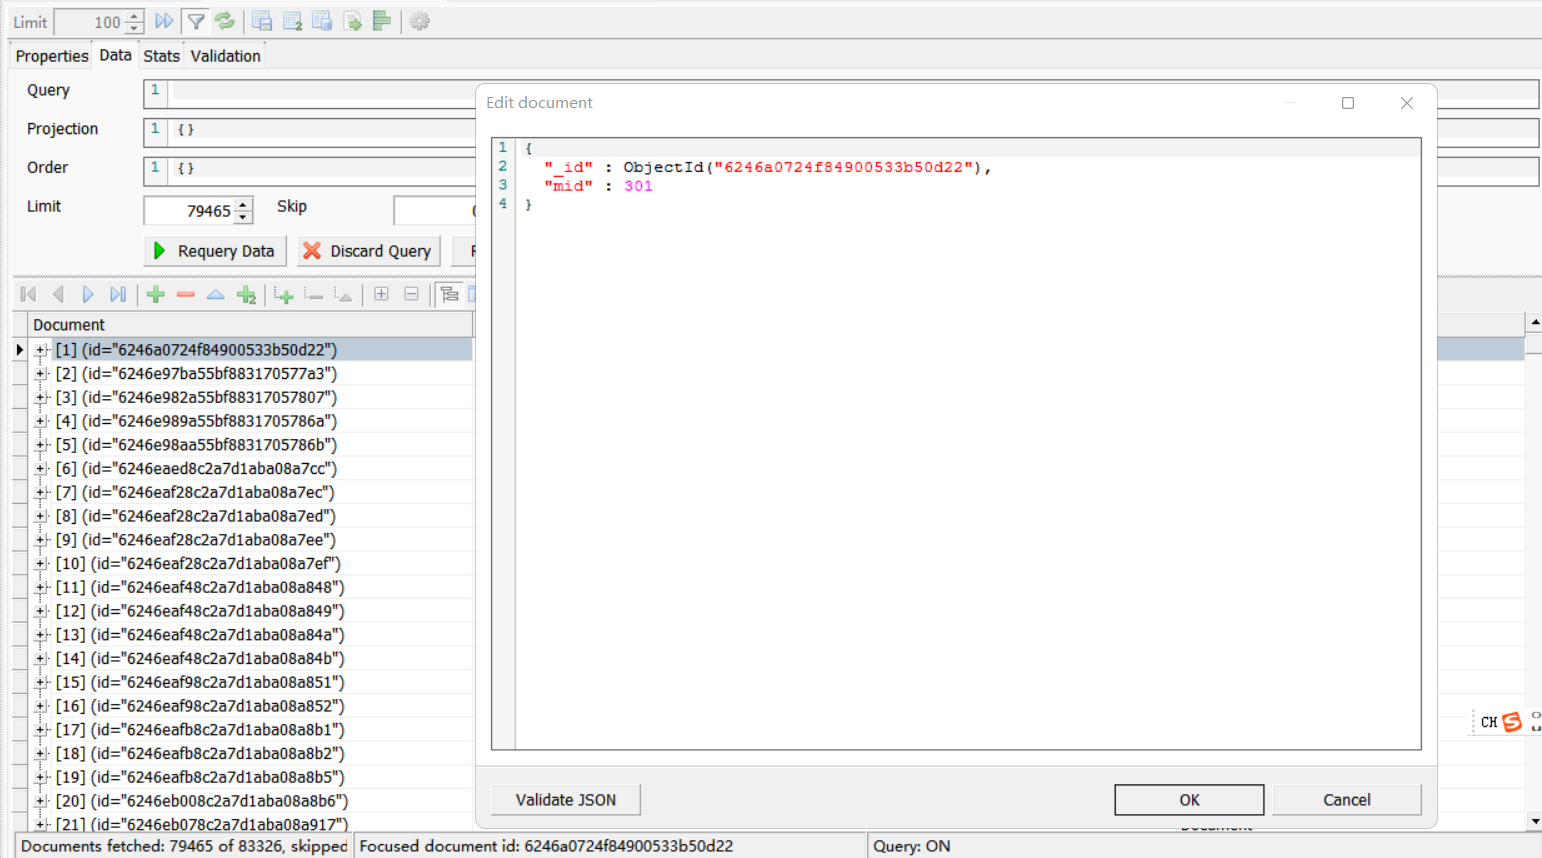 Limit 100
Properties Data Stats Validation
Query 1
Projection 1 {}
Order 1 {}
Limit 79465 Skip
Requery Data Discard Query
Document
[1] (id="6246a0724f84900533b50d22")
[2] (id="6246e97ba55bf883170577a3")
[3] (id="6246e982a55bf88317057807")
[4] (id="6246e989a55bf8831705786a")
[5] (id="6246e98aa55bf8831705786b")
[6] (id="6246eaed8c2a7d1aba08a7cc")
[7] (id="6246eaf28c2a7d1aba08a7ec")
[8] (id="6246eaf28c2a7d1aba08a7ed")
[9] (id="6246eaf28c2a7d1aba08a7ee")
[10] (id="6246eaf28c2a7d1aba08a7ef")
[11] (id="6246eaf48c2a7d1aba08a848")
[12] (id="6246eaf48c2a7d1aba08a849")
[13] (id="6246eaf48c2a7d1aba08a84a")
[14] (id="6246eaf48c2a7d1aba08a84b")
[15] (id="6246eaf98c2a7d1aba08a851")
[16] (id="6246eaf98c2a7d1aba08a852")
[17] (id="6246eafb8c2a7d1aba08a8b1")
[18] (id="6246eafb8c2a7d1aba08a8b2")
[19] (id="6246eafb8c2a7d1aba08a8b5")
[20] (id="6246eb008c2a7d1aba08a8b6")
[21] (id="6246eb078c2a7d1aba08a917")
Edit document
1 {
2 "_id" : ObjectId("6246a0724f84900533b50d22"),
3 "mid" : 301
4 }
Validate JSON OK Cancel
CH S
Documents fetched: 79465 of 83326, skipped Focused document id: 6246a0724f84900533b50d22 Query: ON